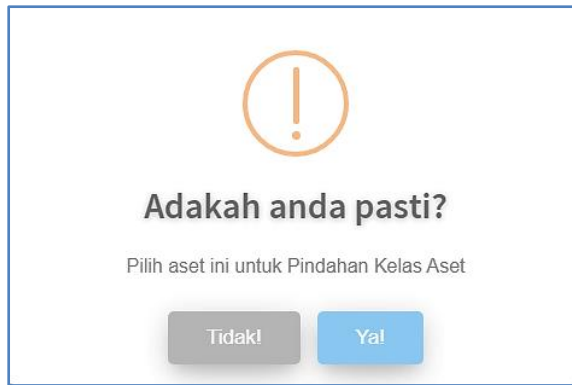 Adakah anda pasti?
Pilih aset ini untuk Pindahan Kelas Aset
Tidak! Ya!